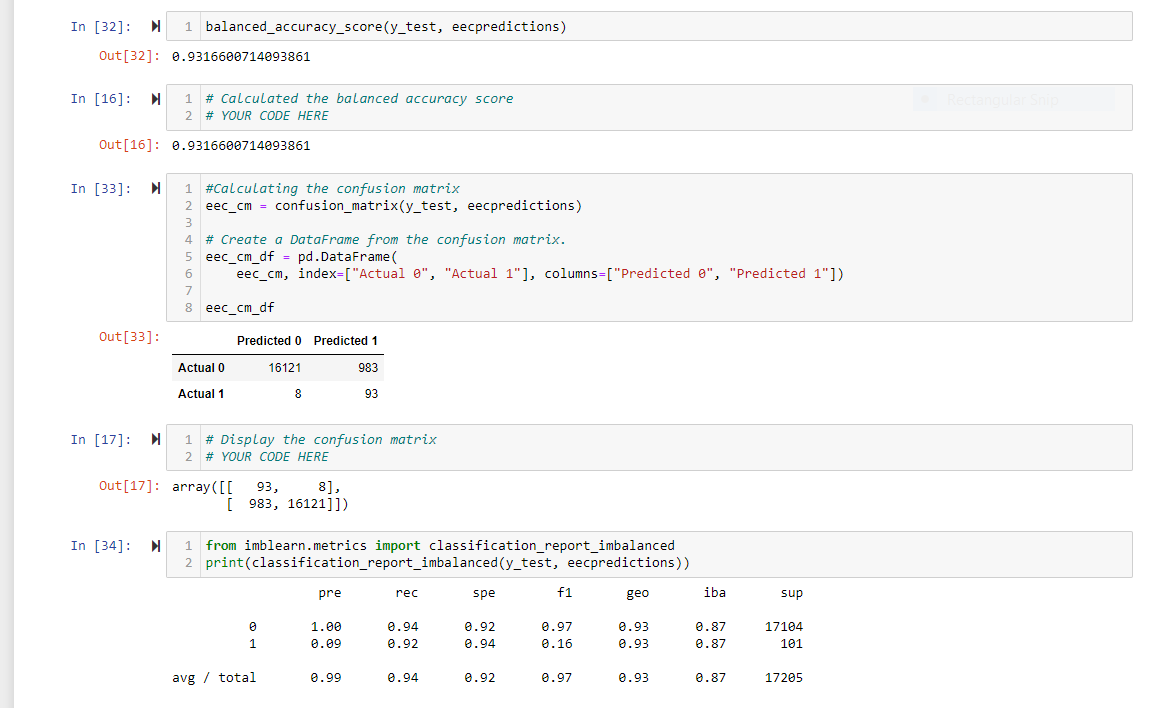 In [32]: 1 balanced_accuracy_score(y_test, eecpredictions)
Out[32]: 0.9316600714093861
In [16]: 1 # Calculated the balanced accuracy score
2 # YOUR CODE HERE
Rectangular Snip
Out[16]: 0.9316600714093861
In [33]: 1 #Calculating the confusion matrix
2 eec_cm = confusion_matrix(y_test, eecpredictions)
3
4 # Create a DataFrame from the confusion matrix.
5 eec_cm_df = pd.DataFrame(
6 eec_cm, index=["Actual 0", "Actual 1"], columns=["Predicted 0", "Predicted 1"])
7
8 eec_cm_df
Out[33]:
Predicted 0 Predicted 1
Actual 0 16121 983
Actual 1 8 93
In [17]: 1 # Display the confusion matrix
2 # YOUR CODE HERE
Out[17]: array([[ 93, 8],
[ 983, 16121]])
In [34]: 1 from imblearn.metrics import classification_report_imbalanced
2 print(classification_report_imbalanced(y_test, eecpredictions))
pre rec spe f1 geo iba sup
0 1.00 0.94 0.92 0.97 0.93 0.87 17104
1 0.09 0.92 0.94 0.16 0.93 0.87 101
avg / total 0.99 0.94 0.92 0.97 0.93 0.87 17205